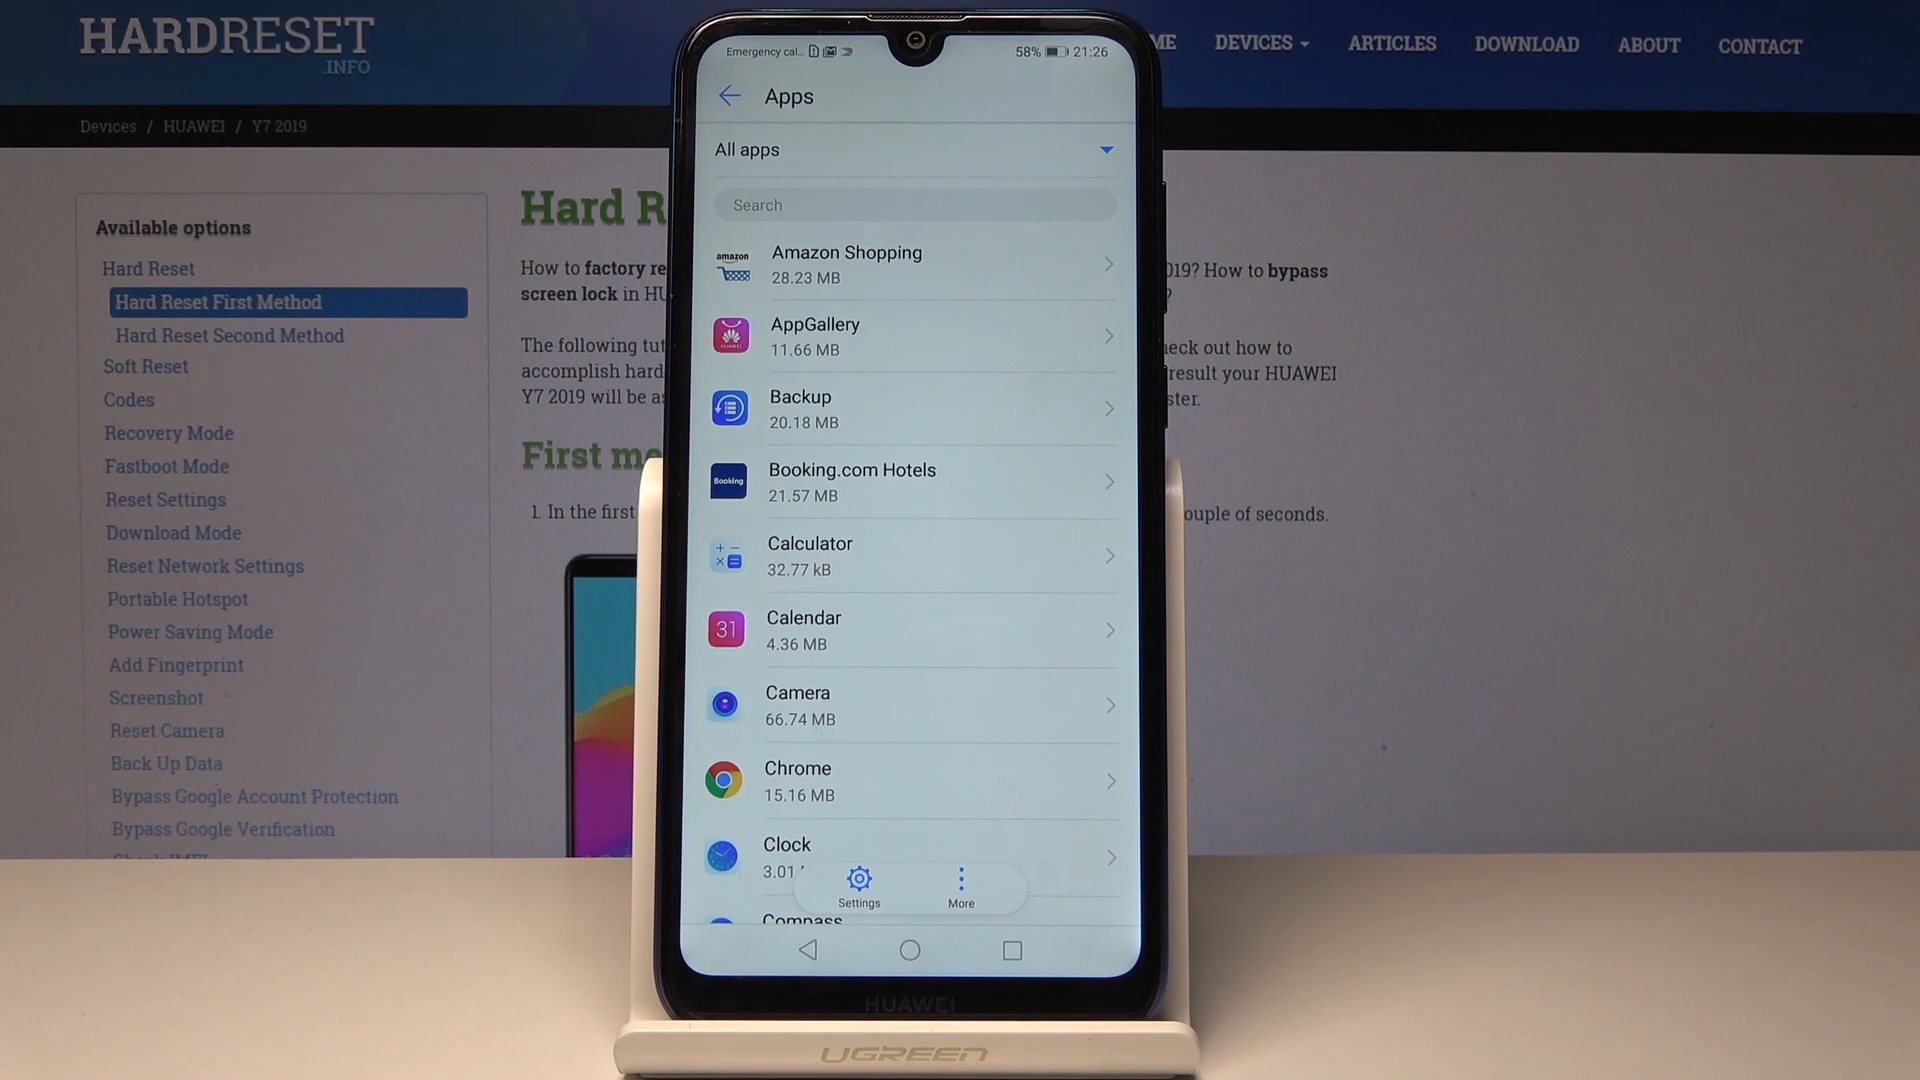 HARDRESET
.INFO
DEVICES
ARTICLES
DOWNLOAD
ABOUT
CONTACT
Devices / HUAWEI / Y7 2019
Available options
Hard Reset
Hard Reset First Method
Hard Reset Second Method
Soft Reset
Codes
Recovery Mode
Fastboot Mode
Reset Settings
Download Mode
Reset Network Settings
Portable Hotspot
Power Saving Mode
Add Fingerprint
Screenshot
Reset Camera
Back Up Data
Bypass Google Account Protection
Bypass Google Verification
Hard R
How to factory re
screen lock in HU
The following tut
accomplish hard
Y7 2019 will be a
First me
1. In the first
019? How to bypass
?
eck out how to
result your HUAWEI
ster.
ouple of seconds.
Emergency cal...
58% 21:26
Apps
All apps
Search
amazon
Amazon Shopping
28.23 MB
HUAWEI
AppGallery
11.66 MB
Backup
20.18 MB
Booking
Booking.com Hotels
21.57 MB
Calculator
32.77 kB
31
Calendar
4.36 MB
Camera
66.74 MB
Chrome
15.16 MB
Clock
3.01
Settings
More
Compass
HUAWEI
UGREEN